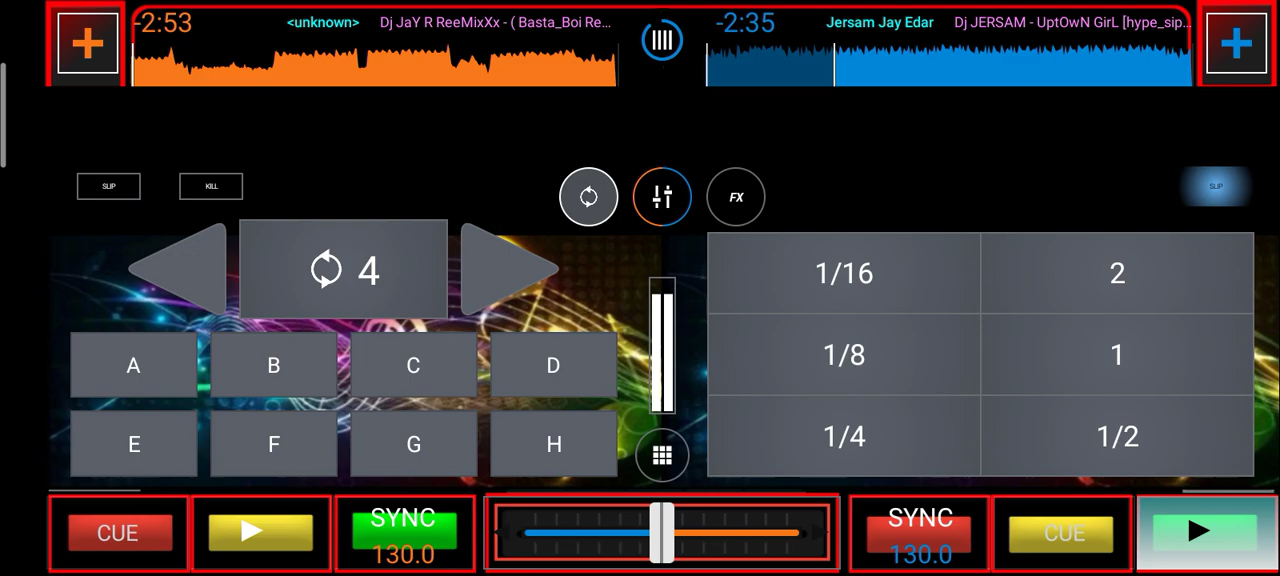 -2:53 <unknown> Dj JaY R ReeMixXx - ( Basta_Boi Re... -2:35 Jersam Jay Edar Dj JERSAM - UptOwN GirL [hype_sip...
SLIP KILL FX SLIP
4
1/16 2
A B C D
1/8 1
E F G H
1/4 1/2
CUE SYNC 130.0 SYNC 130.0 CUE